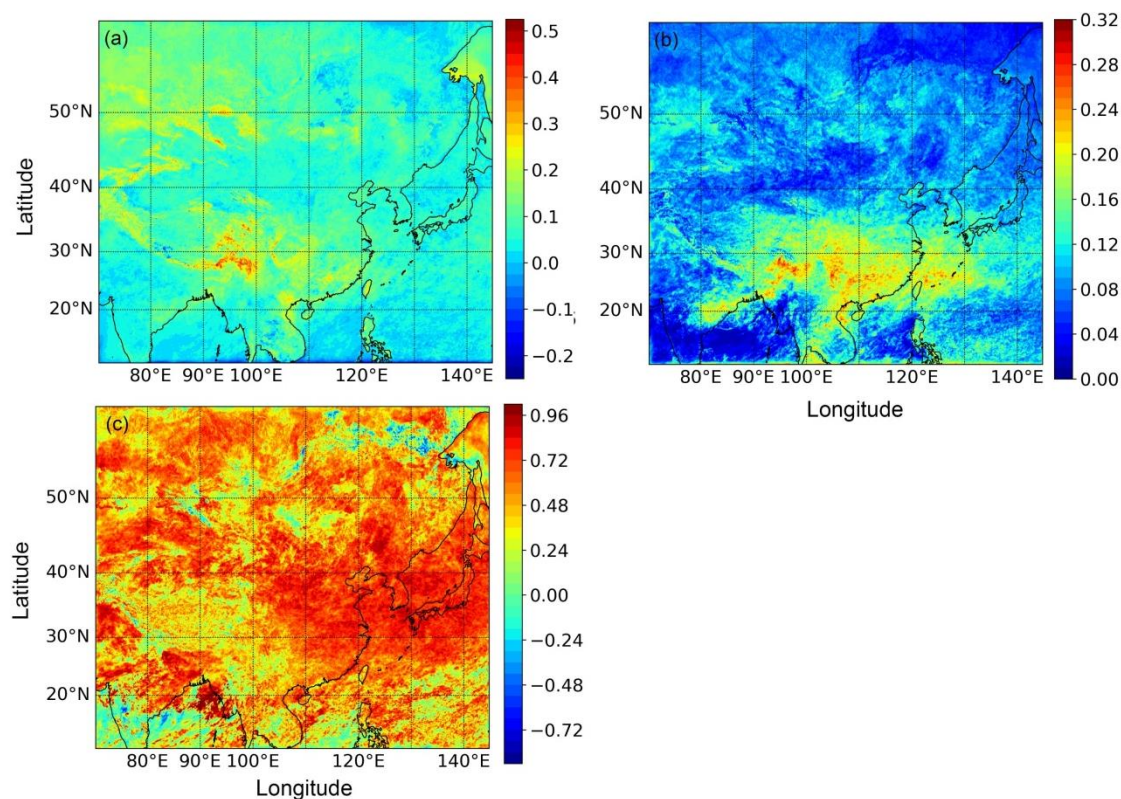 (a)
0.5
0.4
0.3
0.2
0.1
0.0
−0.1
−0.2
50°N
40°N
30°N
20°N
Latitude
80°E 90°E 100°E 120°E 140°E
(b)
0.32
0.28
0.24
0.20
0.16
0.12
0.08
0.04
0.00
50°N
40°N
30°N
20°N
80°E 90°E 100°E 120°E 140°E
Longitude
(c)
0.96
0.72
0.48
0.24
0.00
−0.24
−0.48
−0.72
50°N
40°N
30°N
20°N
Latitude
80°E 90°E 100°E 120°E 140°E
Longitude